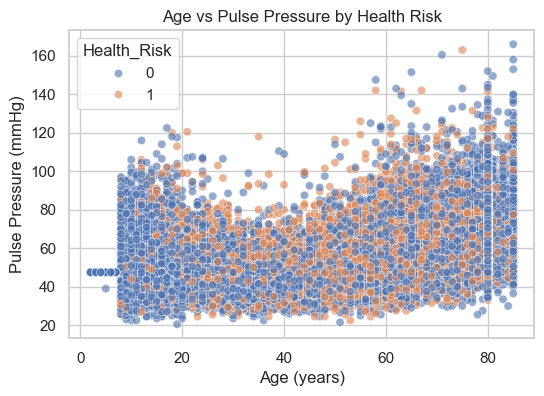 Age vs Pulse Pressure by Health Risk
Health_Risk
0
1
Pulse Pressure (mmHg)
160
140
120
100
80
60
40
20
0 20 40 60 80
Age (years)